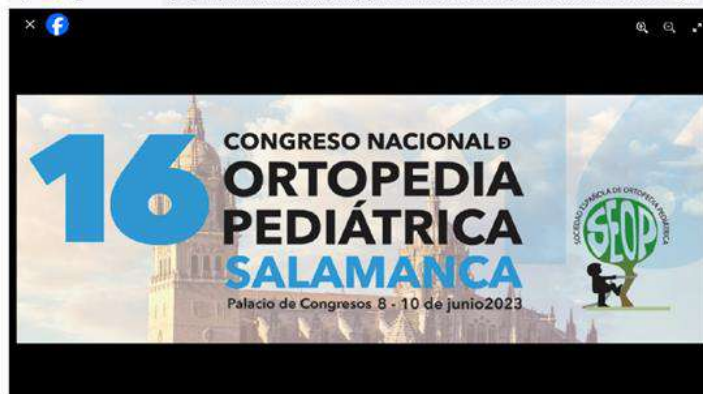 16
CONGRESO NACIONAL Đ
ORTOPEDIA
PEDIÁTRICA
SALAMANCA
Palacio de Congresos 8 - 10 de junio2023
SOCIEDAD ESPAÑOLA DE ORTOPEDIA PEDIÁTRICA
SEOP